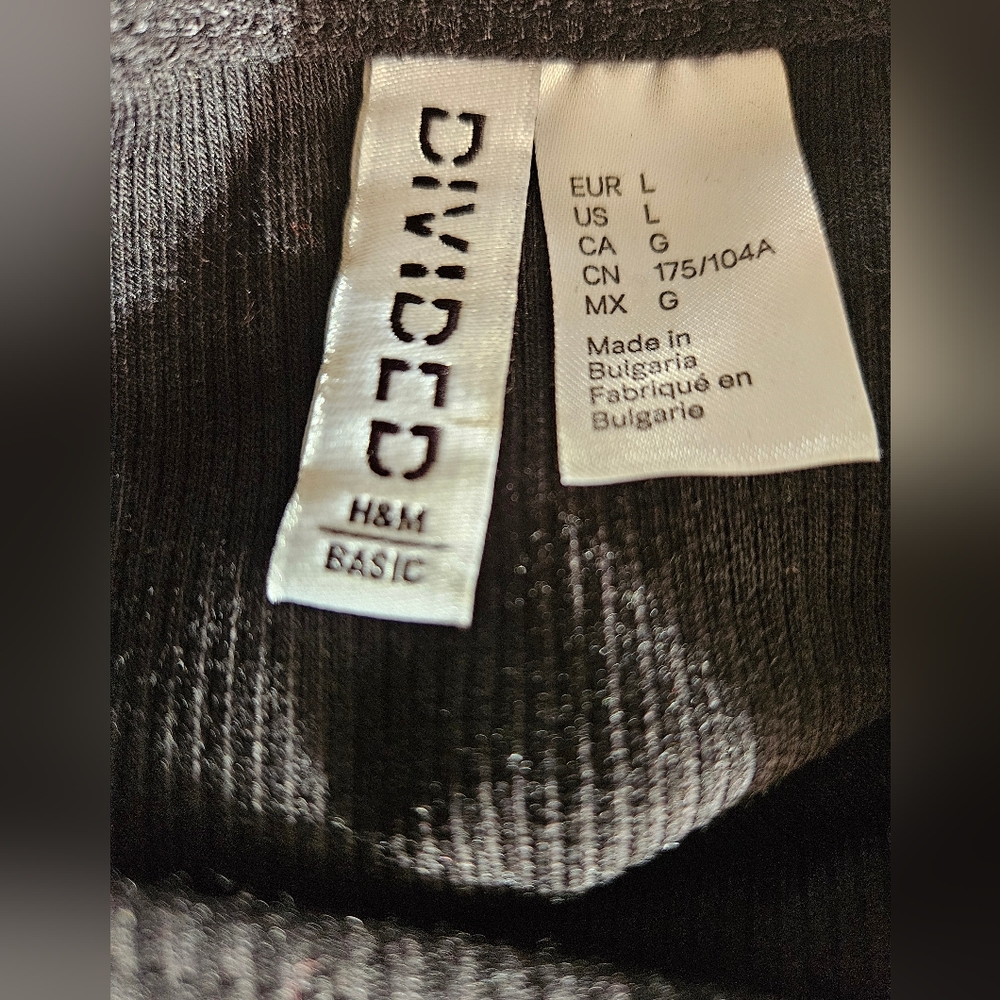 DIVIDED
H&M
BASIC
EUR L
US L
CA G
CN 175/104A
MX G
Made in
Bulgaria
Fabriqué en
Bulgarie